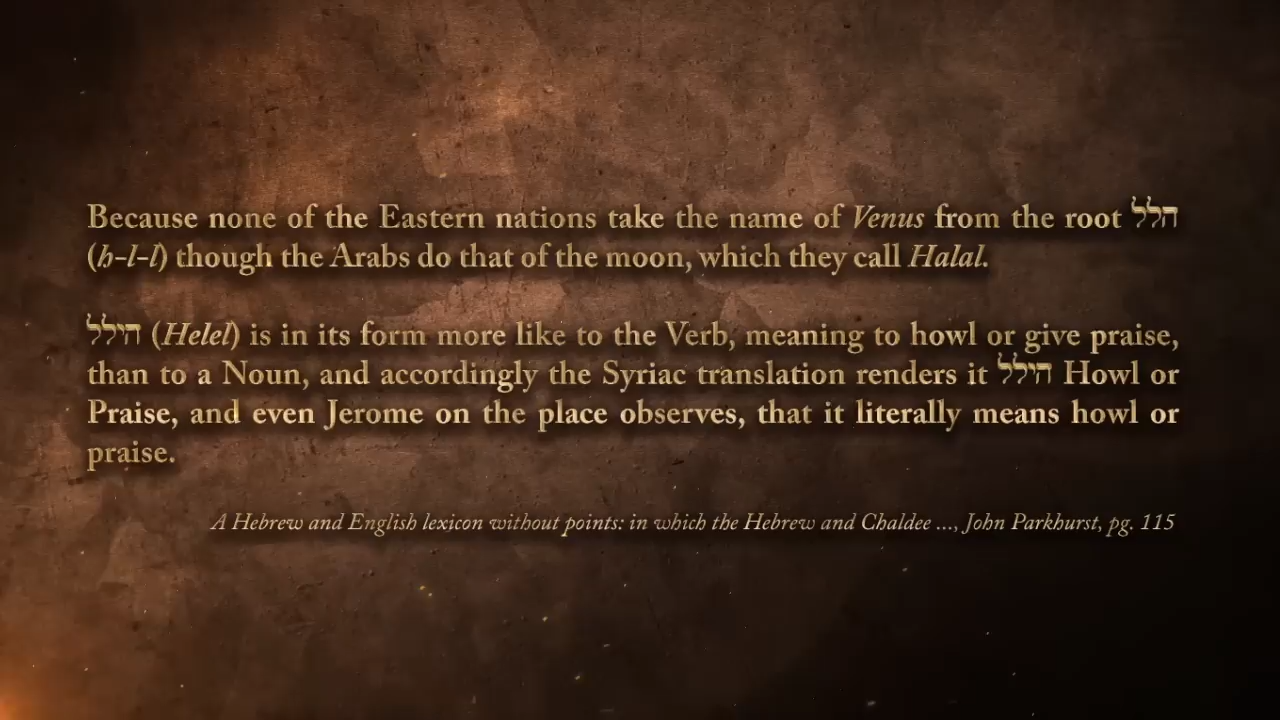 Because none of the Eastern nations take the name of Venus from the root הלל
(h-l-l) though the Arabs do that of the moon, which they call Halal.
הילל (Helel) is in its form more like to the Verb, meaning to howl or give praise,
than to a Noun, and accordingly the Syriac translation renders it הילל Howl or
Praise, and even Jerome on the place observes, that it literally means howl or
praise.
A Hebrew and English lexicon without points: in which the Hebrew and Chaldee ..., John Parkhurst, pg. 115